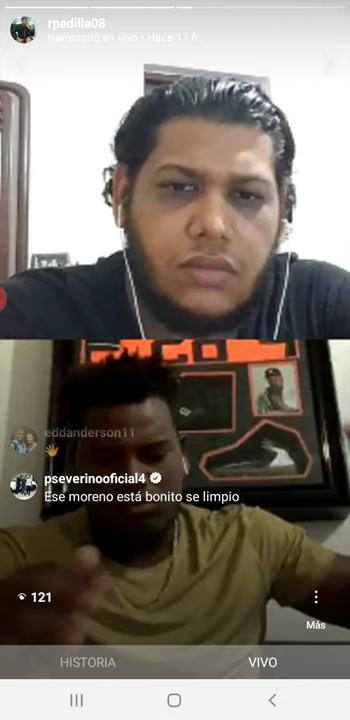 rpadilla08
transmitió en vivo • Hace 17 h
eddanderson11
👋
pseverinooficial4
Ese moreno está bonito se limpio
121
Más
HISTORIA
VIVO